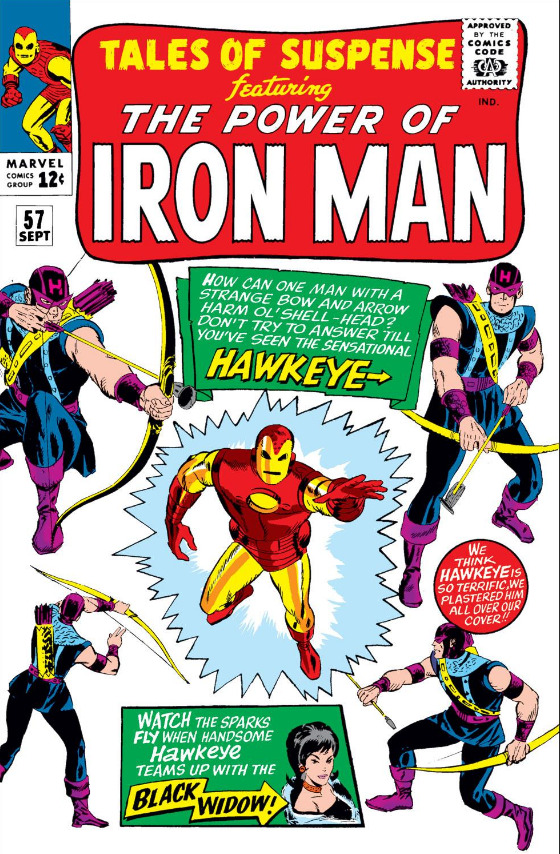 TALES OF SUSPENSE
featuring
THE POWER OF
IRON MAN
APPROVED
BY THE
COMICS
CODE
CA
AUTHORITY
IND.
MARVEL
COMICS
GROUP 12¢
57
SEPT
HOW CAN ONE MAN WITH A
STRANGE BOW AND ARROW
HARM OL' SHELL-HEAD?
DON'T TRY TO ANSWER TILL
YOU'VE SEEN THE SENSATIONAL
HAWKEYE→
H
H
WE
THINK
HAWKEYE IS
SO TERRIFIC, WE
PLASTERED HIM
ALL OVER OUR
COVER!!
WATCH THE SPARKS
FLY WHEN HANDSOME
Hawkeye
TEAMS UP WITH THE
BLACK WIDOW!